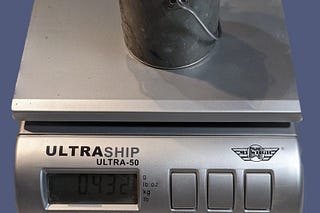 ULTRASHIP
ULTRA-50
0.432
g
lb:oz
kg
lb